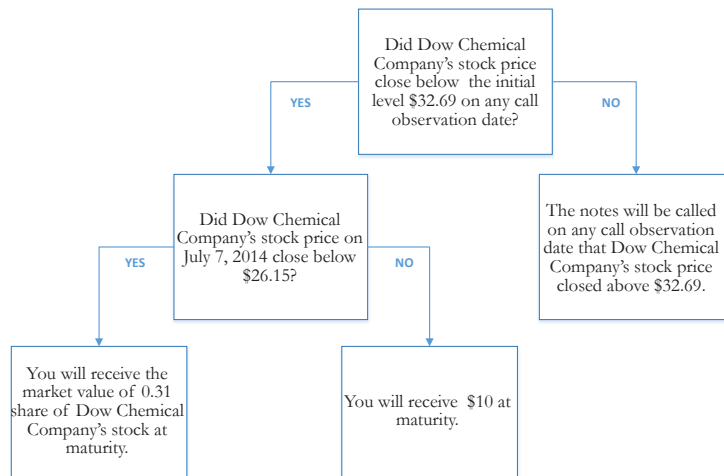 Did Dow Chemical
Company's stock price
close below the initial
level $32.69 on any call
observation date?
YES
NO
Did Dow Chemical
Company's stock price on
July 7, 2014 close below
$26.15?
The notes will be called
on any call observation
date that Dow Chemical
Company's stock price
closed above $32.69.
YES
NO
You will receive the
market value of 0.31
share of Dow Chemical
Company's stock at
maturity.
You will receive $10 at
maturity.